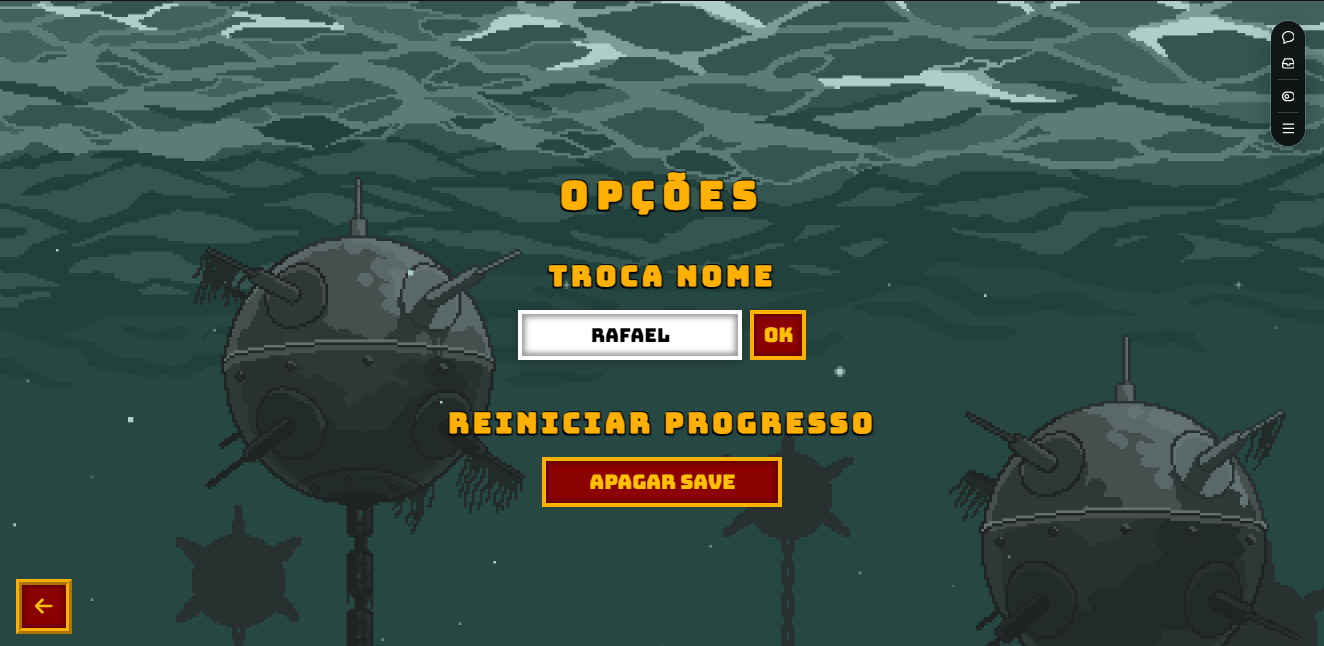 OPÇÕES
TROCA NOME
RAFAEL
OK
REINICIAR PROGRESSO
APAGAR SAVE